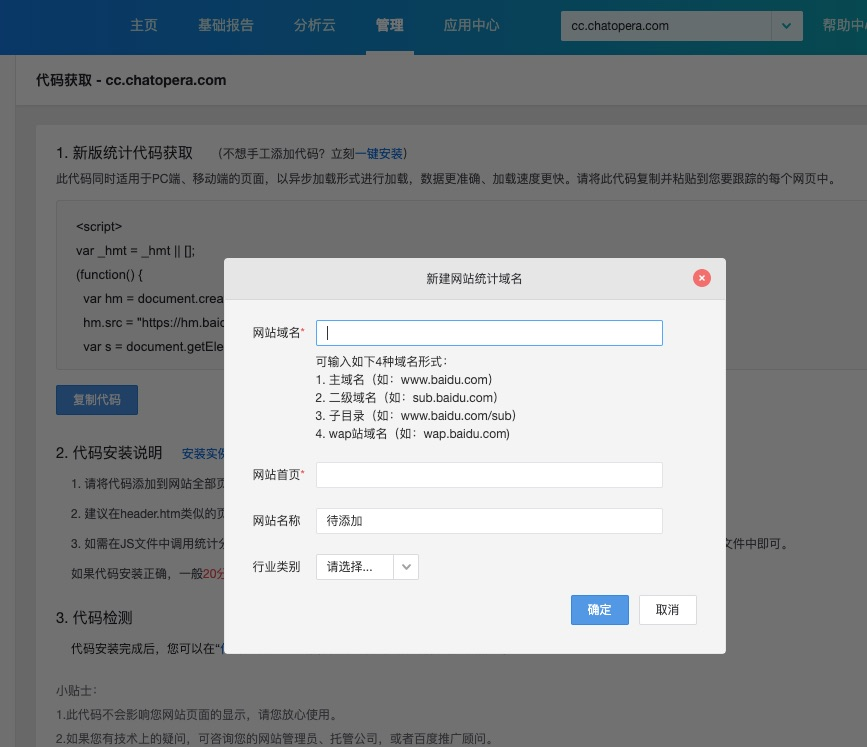 主页 基础报告 分析云 管理 应用中心 cc.chatopera.com 帮助中
代码获取 - cc.chatopera.com
1. 新版统计代码获取 （不想手工添加代码？立刻一键安装）
此代码同时适用于PC端、移动端的页面，以异步加载形式进行加载，数据更准确、加载速度更快。请将此代码复制并粘贴到您要跟踪的每个网页中。
<script>
var _hmt = _hmt || [];
(function() {
var hm = document.crea
hm.src = "https://hm.baid
var s = document.getEle
复制代码
2. 代码安装说明 安装实例
1. 请将代码添加到网站全部页
2. 建议在header.htm类似的页
3. 如需在JS文件中调用统计分
文件中即可。
如果代码安装正确，一般20分
3. 代码检测
代码安装完成后，您可以在“
小贴士：
1.此代码不会影响您网站页面的显示，请您放心使用。
2.如果您有技术上的疑问，可咨询您的网站管理员、托管公司，或者百度推广顾问。
新建网站统计域名
网站域名*
可输入如下4种域名形式：
1. 主域名（如：www.baidu.com）
2. 二级域名（如：sub.baidu.com）
3. 子目录（如：www.baidu.com/sub）
4. wap站域名（如：wap.baidu.com)
网站首页*
网站名称 待添加
行业类别 请选择...
确定 取消